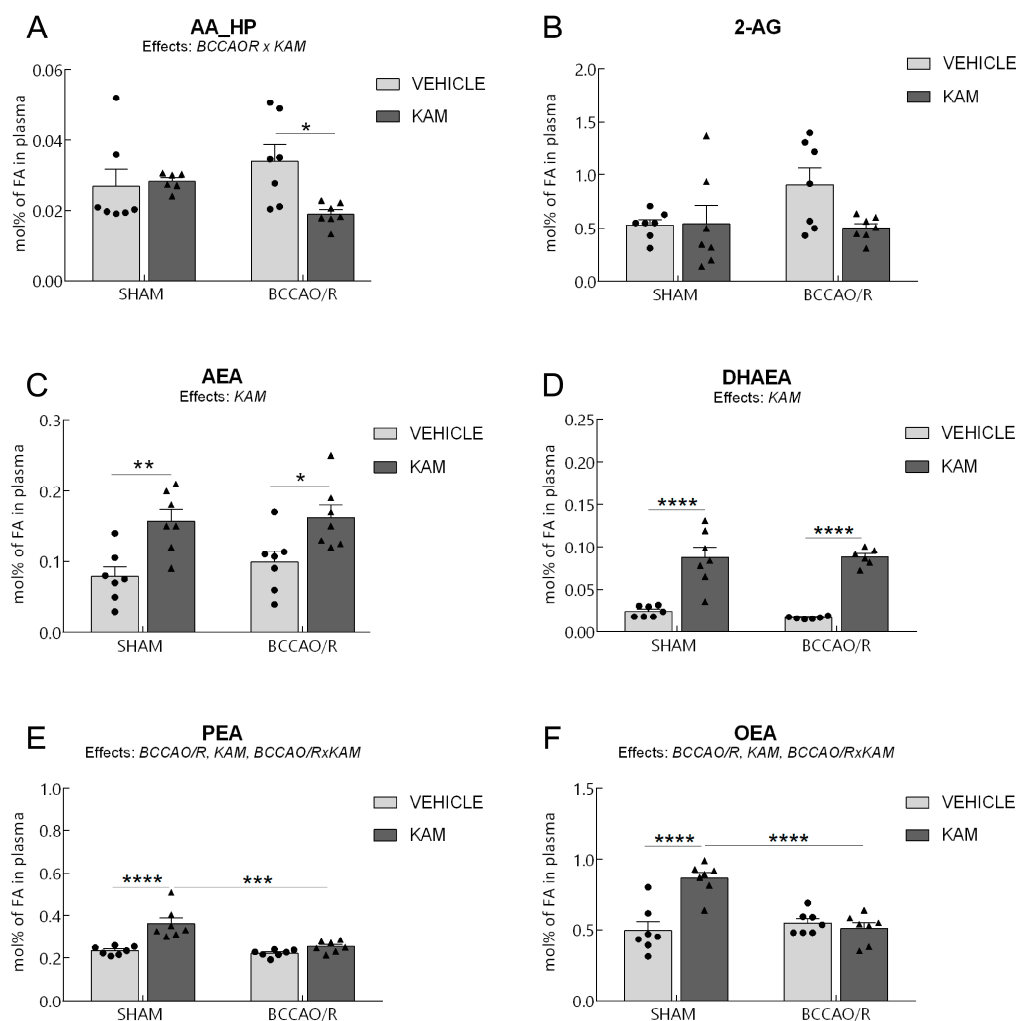 A
AA_HP
Effects: BCCAOR x KAM
mol% of FA in plasma
0.06
0.04
0.02
0.00
*
SHAM
BCCAO/R
VEHICLE
KAM
B
2-AG
mol% of FA in plasma
2.0
1.5
1.0
0.5
0.0
SHAM
BCCAO/R
VEHICLE
KAM
C
AEA
Effects: KAM
mol% of FA in plasma
0.3
0.2
0.1
0.0
**
*
SHAM
BCCAO/R
VEHICLE
KAM
D
DHAEA
Effects: KAM
mol% of FA in plasma
0.25
0.20
0.15
0.10
0.05
0.00
****
****
SHAM
BCCAO/R
VEHICLE
KAM
E
PEA
Effects: BCCAO/R, KAM, BCCAO/RxKAM
mol% of FA in plasma
1.0
0.8
0.6
0.4
0.2
0.0
****
***
SHAM
BCCAO/R
VEHICLE
KAM
F
OEA
Effects: BCCAO/R, KAM, BCCAO/RxKAM
mol% of FA in plasma
1.5
1.0
0.5
0.0
****
****
SHAM
BCCAO/R
VEHICLE
KAM